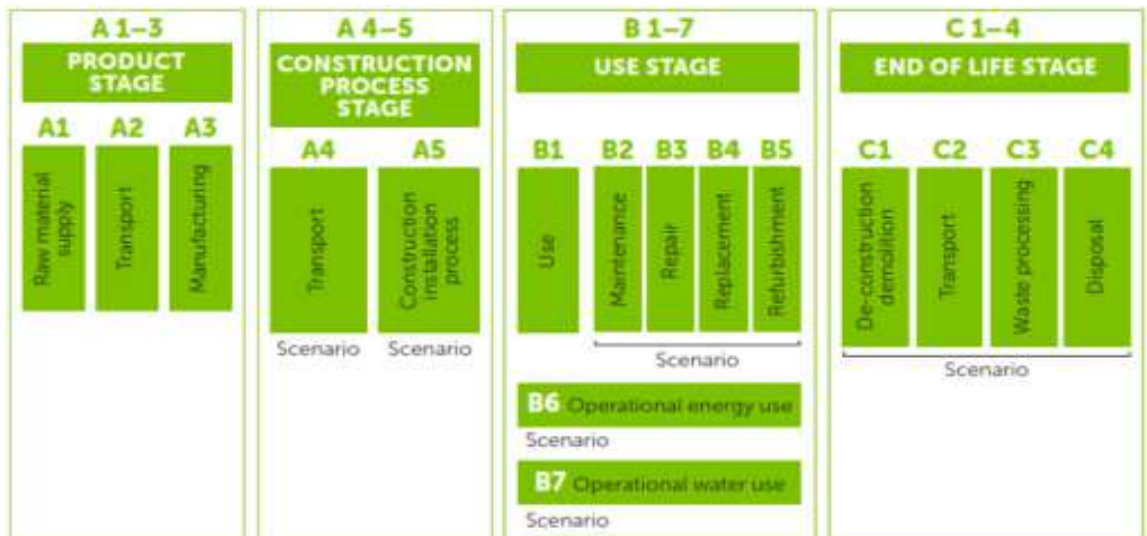 A 1–3
PRODUCT
STAGE
A1
A2
A3
Raw material
supply
Transport
Manufacturing
A 4–5
CONSTRUCTION
PROCESS
STAGE
A4
A5
Transport
Construction
installation
process
Scenario
Scenario
B 1–7
USE STAGE
B1
B2
B3
B4
B5
Use
Maintenance
Repair
Replacement
Refurbishment
Scenario
B6 Operational energy use
Scenario
B7 Operational water use
Scenario
C 1–4
END OF LIFE STAGE
C1
C2
C3
C4
De-construction
demolition
Transport
Waste processing
Disposal
Scenario